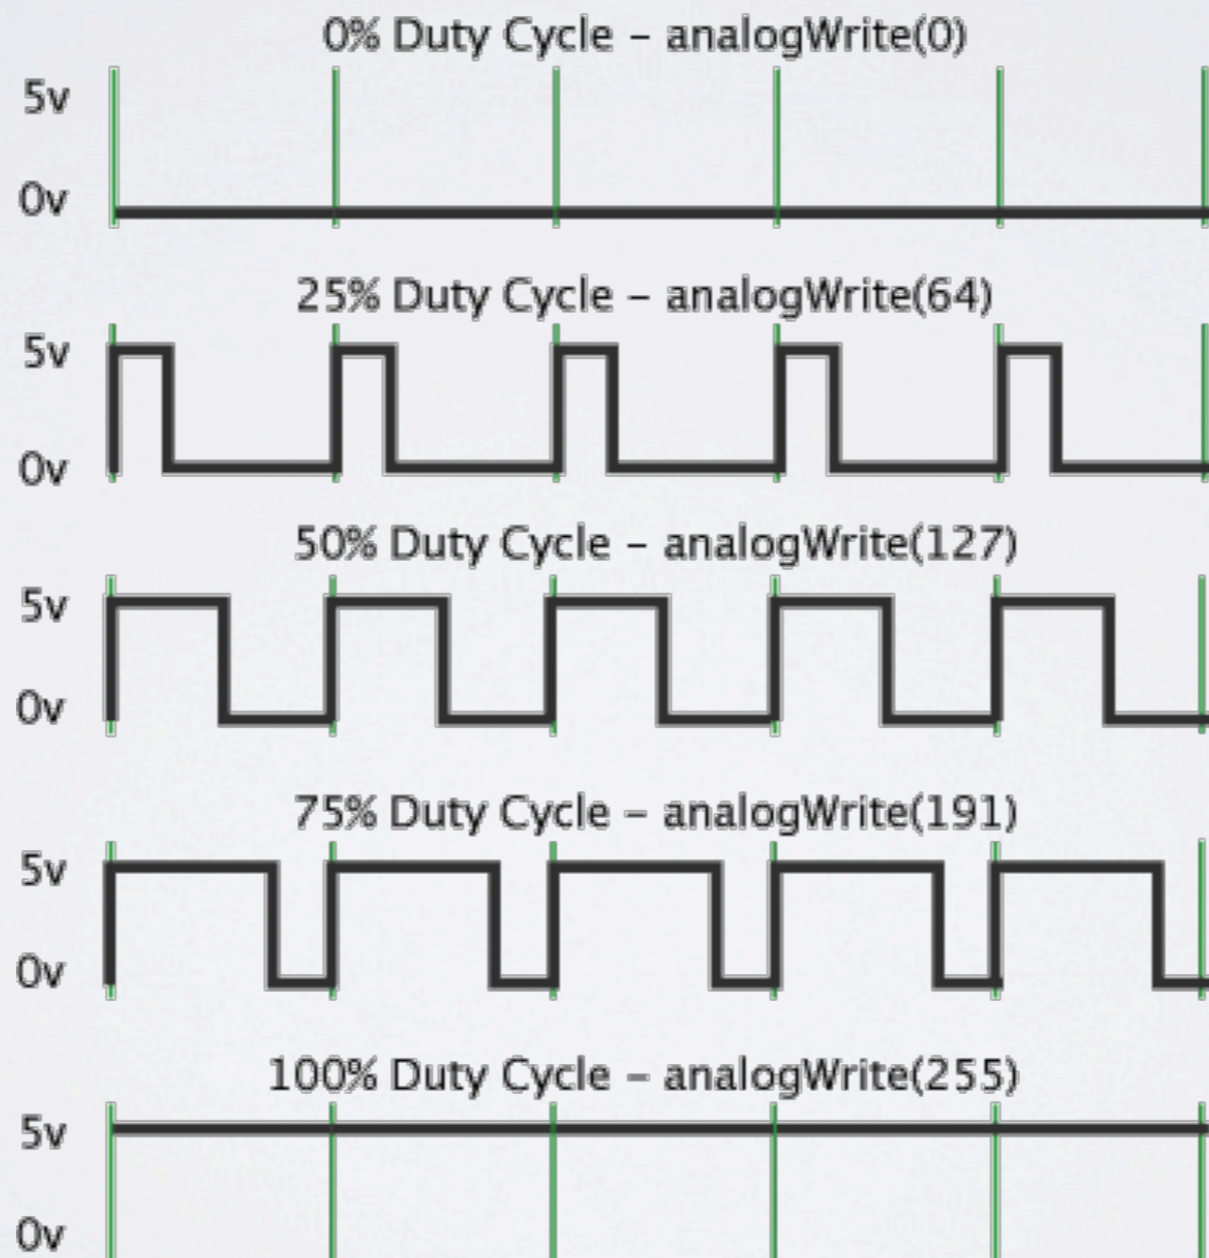 0% Duty Cycle – analogWrite(0)
5v
0v
25% Duty Cycle – analogWrite(64)
5v
0v
50% Duty Cycle – analogWrite(127)
5v
0v
75% Duty Cycle – analogWrite(191)
5v
0v
100% Duty Cycle – analogWrite(255)
5v
0v